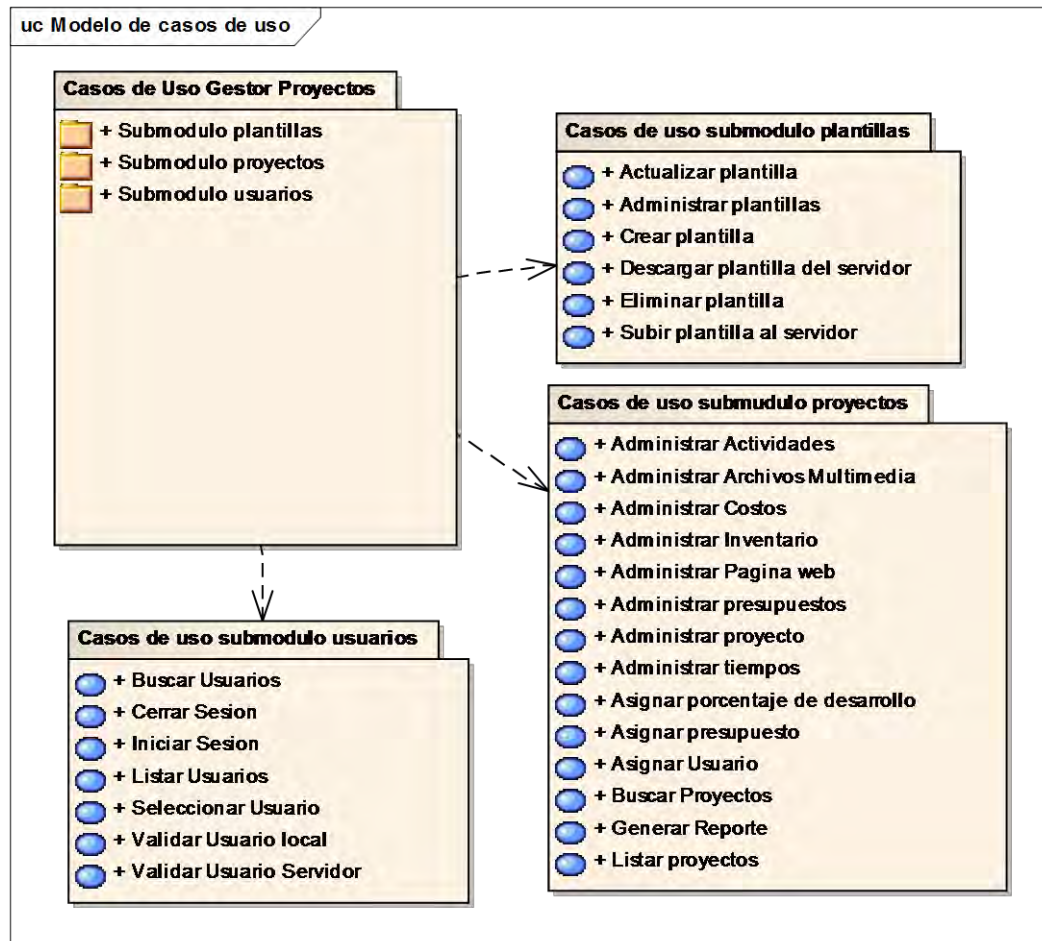 uc Modelo de casos de uso
Casos de Uso Gestor Proyectos
+ Submodulo plantillas
+ Submodulo proyectos
+ Submodulo usuarios
Casos de uso submodulo plantillas
+ Actualizar plantilla
+ Administrar plantillas
+ Crear plantilla
+ Descargar plantilla del servidor
+ Eliminar plantilla
+ Subir plantilla al servidor
Casos de uso submudulo proyectos
+ Administrar Actividades
+ Administrar Archivos Multimedia
+ Administrar Costos
+ Administrar Inventario
+ Administrar Pagina web
+ Administrar presupuestos
+ Administrar proyecto
+ Administrar tiempos
+ Asignar porcentaje de desarrollo
+ Asignar presupuesto
+ Asignar Usuario
+ Buscar Proyectos
+ Generar Reporte
+ Listar proyectos
Casos de uso submodulo usuarios
+ Buscar Usuarios
+ Cerrar Sesion
+ Iniciar Sesion
+ Listar Usuarios
+ Seleccionar Usuario
+ Validar Usuario local
+ Validar Usuario Servidor